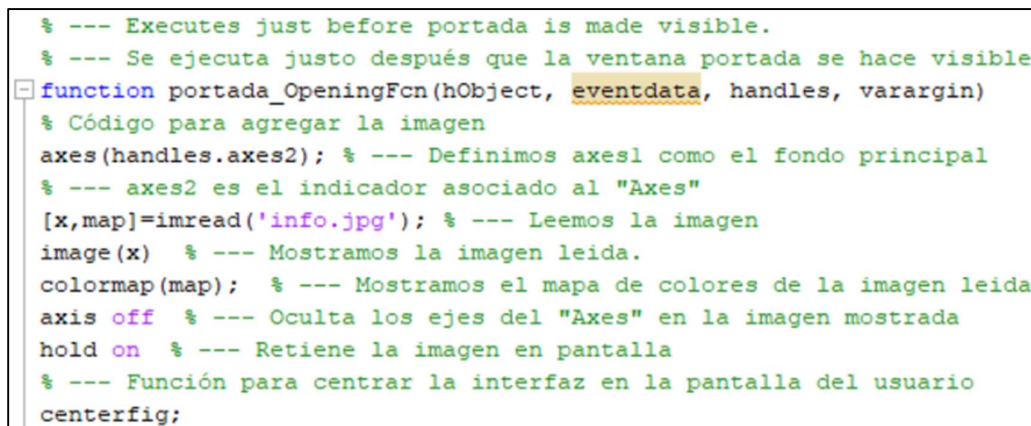 % --- Executes just before portada is made visible.
% --- Se ejecuta justo después que la ventana portada se hace visible
function portada_OpeningFcn(hObject, eventdata, handles, varargin)
% Código para agregar la imagen
axes(handles.axes2); % --- Definimos axes1 como el fondo principal
% --- axes2 es el indicador asociado al "Axes"
[x,map]=imread('info.jpg'); % --- Leemos la imagen
image(x)  % --- Mostramos la imagen leida.
colormap(map);  % --- Mostramos el mapa de colores de la imagen leida
axis off  % --- Oculta los ejes del "Axes" en la imagen mostrada
hold on  % --- Retiene la imagen en pantalla
% --- Función para centrar la interfaz en la pantalla del usuario
centerfig;